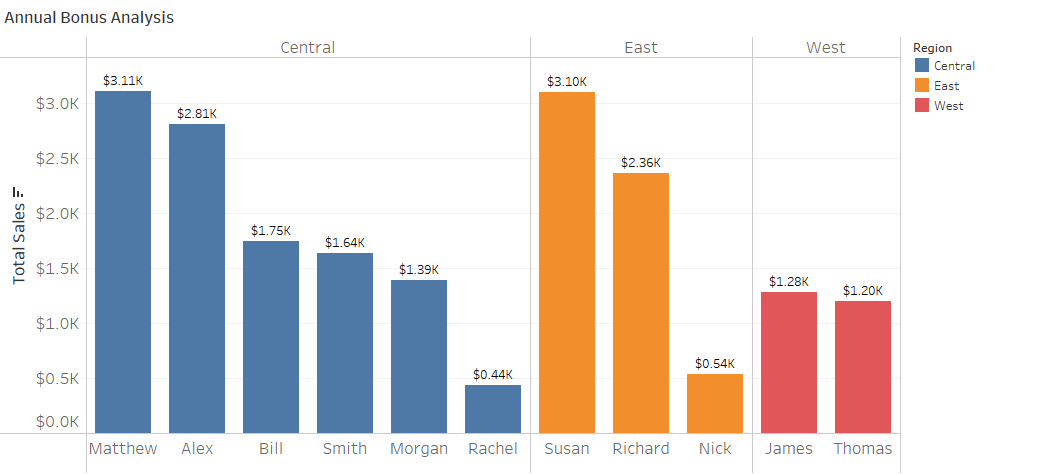 Annual Bonus Analysis
Central East West
Region
Central
East
West
Total Sales
$3.0K
$2.5K
$2.0K
$1.5K
$1.0K
$0.5K
$0.0K
$3.11K
$2.81K
$1.75K
$1.64K
$1.39K
$0.44K
$3.10K
$2.36K
$0.54K
$1.28K
$1.20K
Matthew Alex Bill Smith Morgan Rachel Susan Richard Nick James Thomas